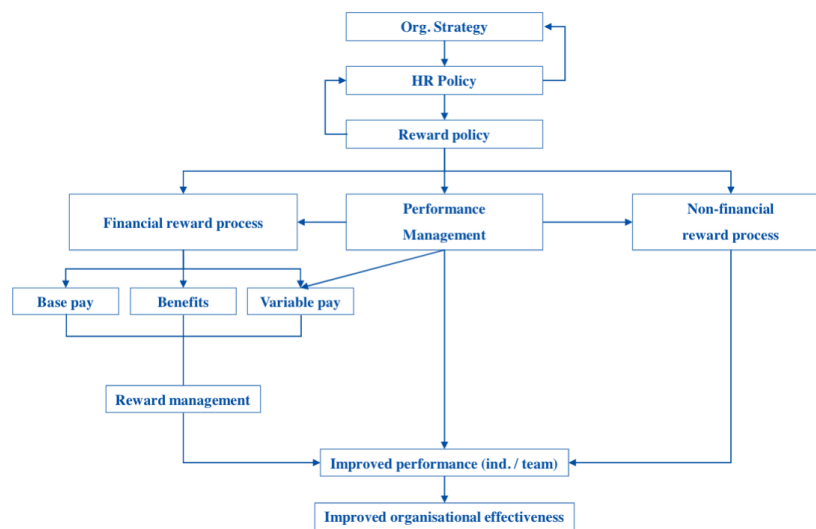 Org. Strategy
HR Policy
Reward policy
Financial reward process
Performance
Management
Non-financial
reward process
Base pay
Benefits
Variable pay
Reward management
Improved performance (ind. / team)
Improved organisational effectiveness